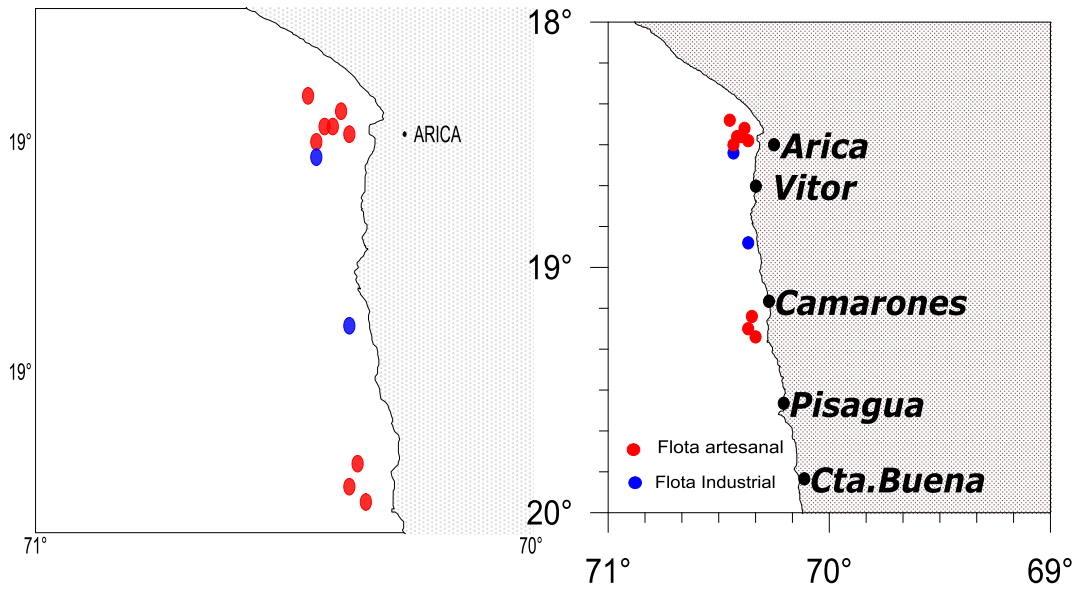 19°
ARICA
19°
71°
70°
18°
Arica
Vitor
19°
Camarones
Pisagua
Flota artesanal
Flota Industrial
Cta.Buena
20°
71°
70°
69°